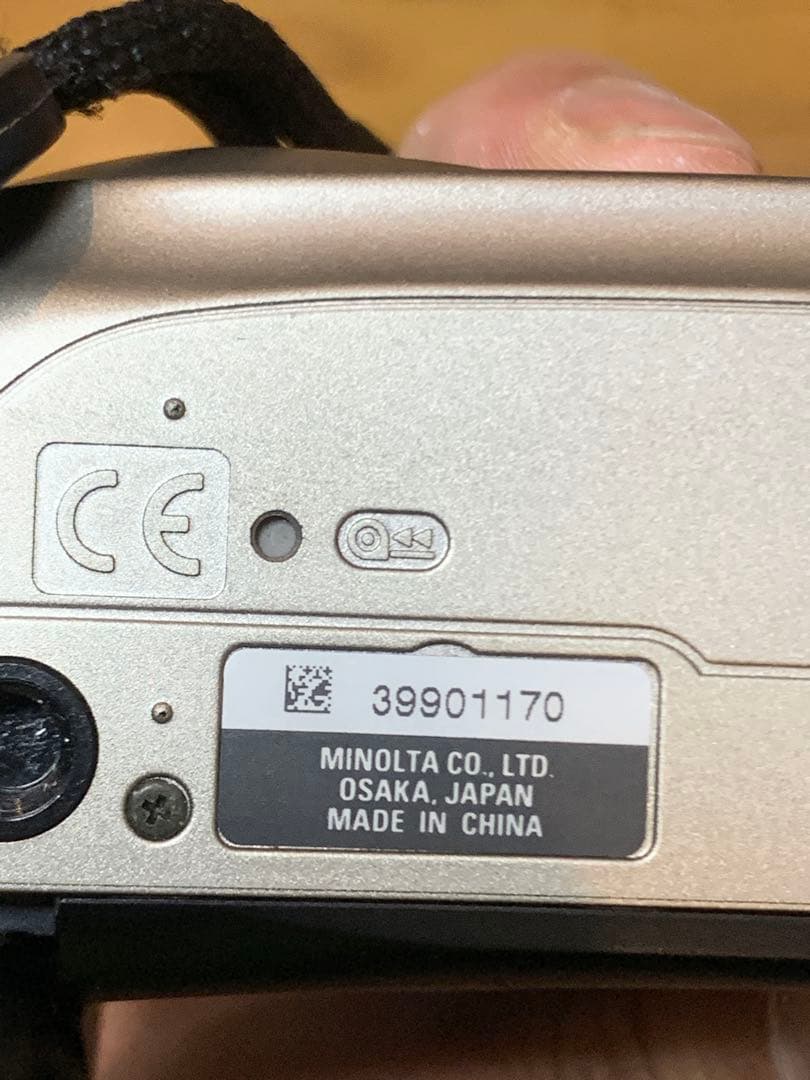 CE
39901170
MINOLTA CO., LTD.
OSAKA, JAPAN
MADE IN CHINA